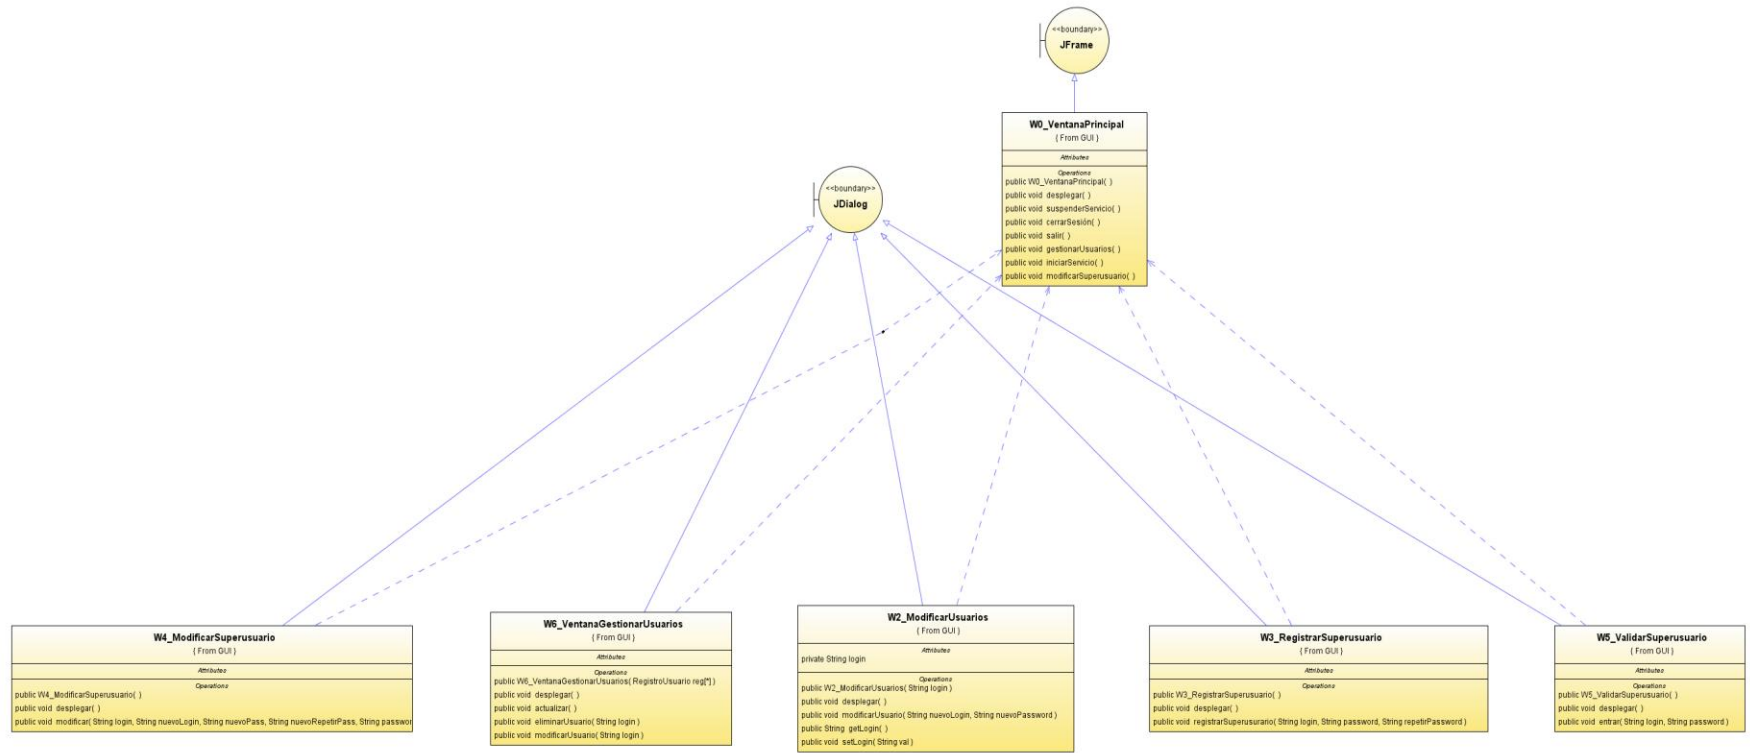 <<boundary>>
JFrame
W0_VentanaPrincipal
{ From GUI }
Attributes
Operations
public W0_VentanaPrincipal( )
public void desplegar( )
public void suspenderServicio( )
public void cerrarSesión( )
public void salir( )
public void gestionarUsuarios( )
public void iniciarServicio( )
public void modificarSuperusuario( )
<<boundary>>
JDialog
W4_ModificarSuperusuario
{ From GUI }
Attributes
Operations
public W4_ModificarSuperusuario( )
public void desplegar( )
public void modificar( String login, String nuevoLogin, String nuevoPass, String nuevoRepetirPass, String passwor
W6_VentanaGestionarUsuarios
{ From GUI }
Attributes
Operations
public W6_VentanaGestionarUsuarios( RegistroUsuario reg[*] )
public void desplegar( )
public void actualizar( )
public void eliminarUsuario( String login )
public void modificarUsuario( String login )
W2_ModificarUsuarios
{ From GUI }
Attributes
private String login
Operations
public W2_ModificarUsuarios( String login )
public void desplegar( )
public void modificarUsuario( String nuevoLogin, String nuevoPassword )
public String getLogin( )
public void setLogin( String val )
W3_RegistrarSuperusuario
{ From GUI }
Attributes
Operations
public W3_RegistrarSuperusuario( )
public void desplegar( )
public void registrarSuperusurario( String login, String password, String repetirPassword )
W5_ValidarSuperusuario
{ From GUI }
Attributes
Operations
public W5_ValidarSuperusuario( )
public void desplegar( )
public void entrar( String login, String password )